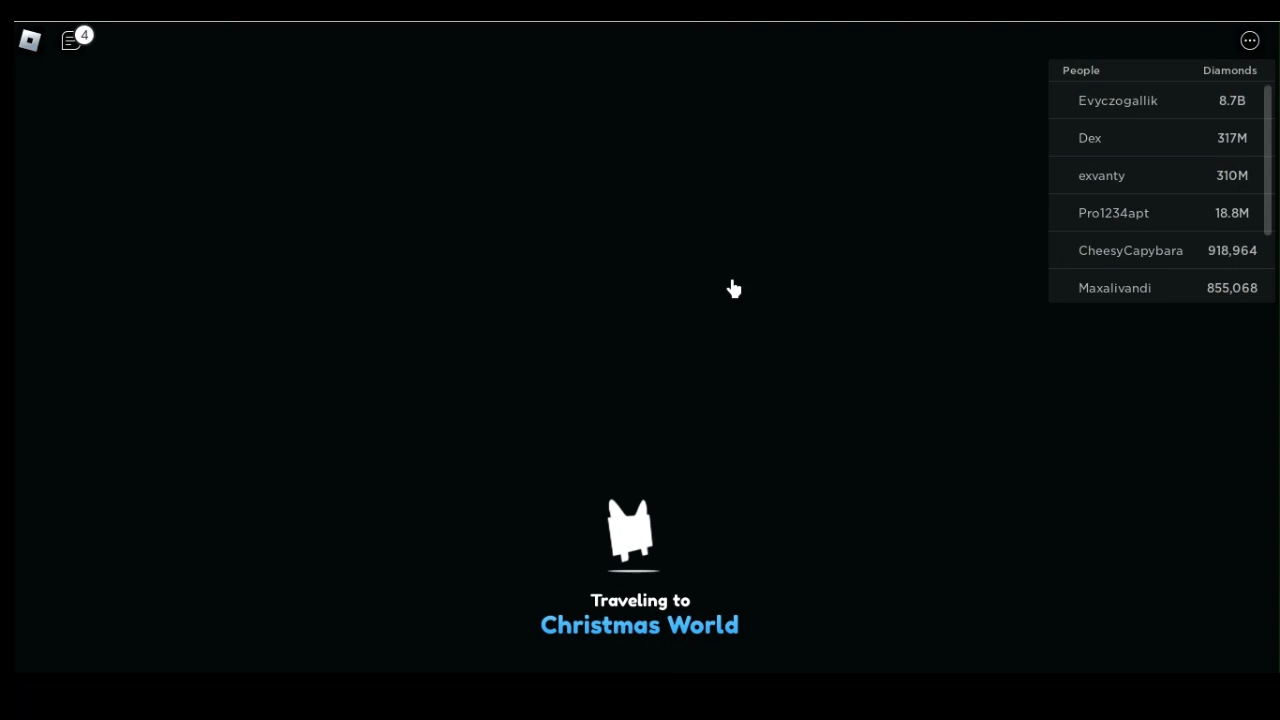 4
People Diamonds
Evyczogallik 8.7B
Dex 317M
exvanty 310M
Pro1234apt 18.8M
CheesyCapybara 918,964
Maxalivandi 855,068
Traveling to
Christmas World